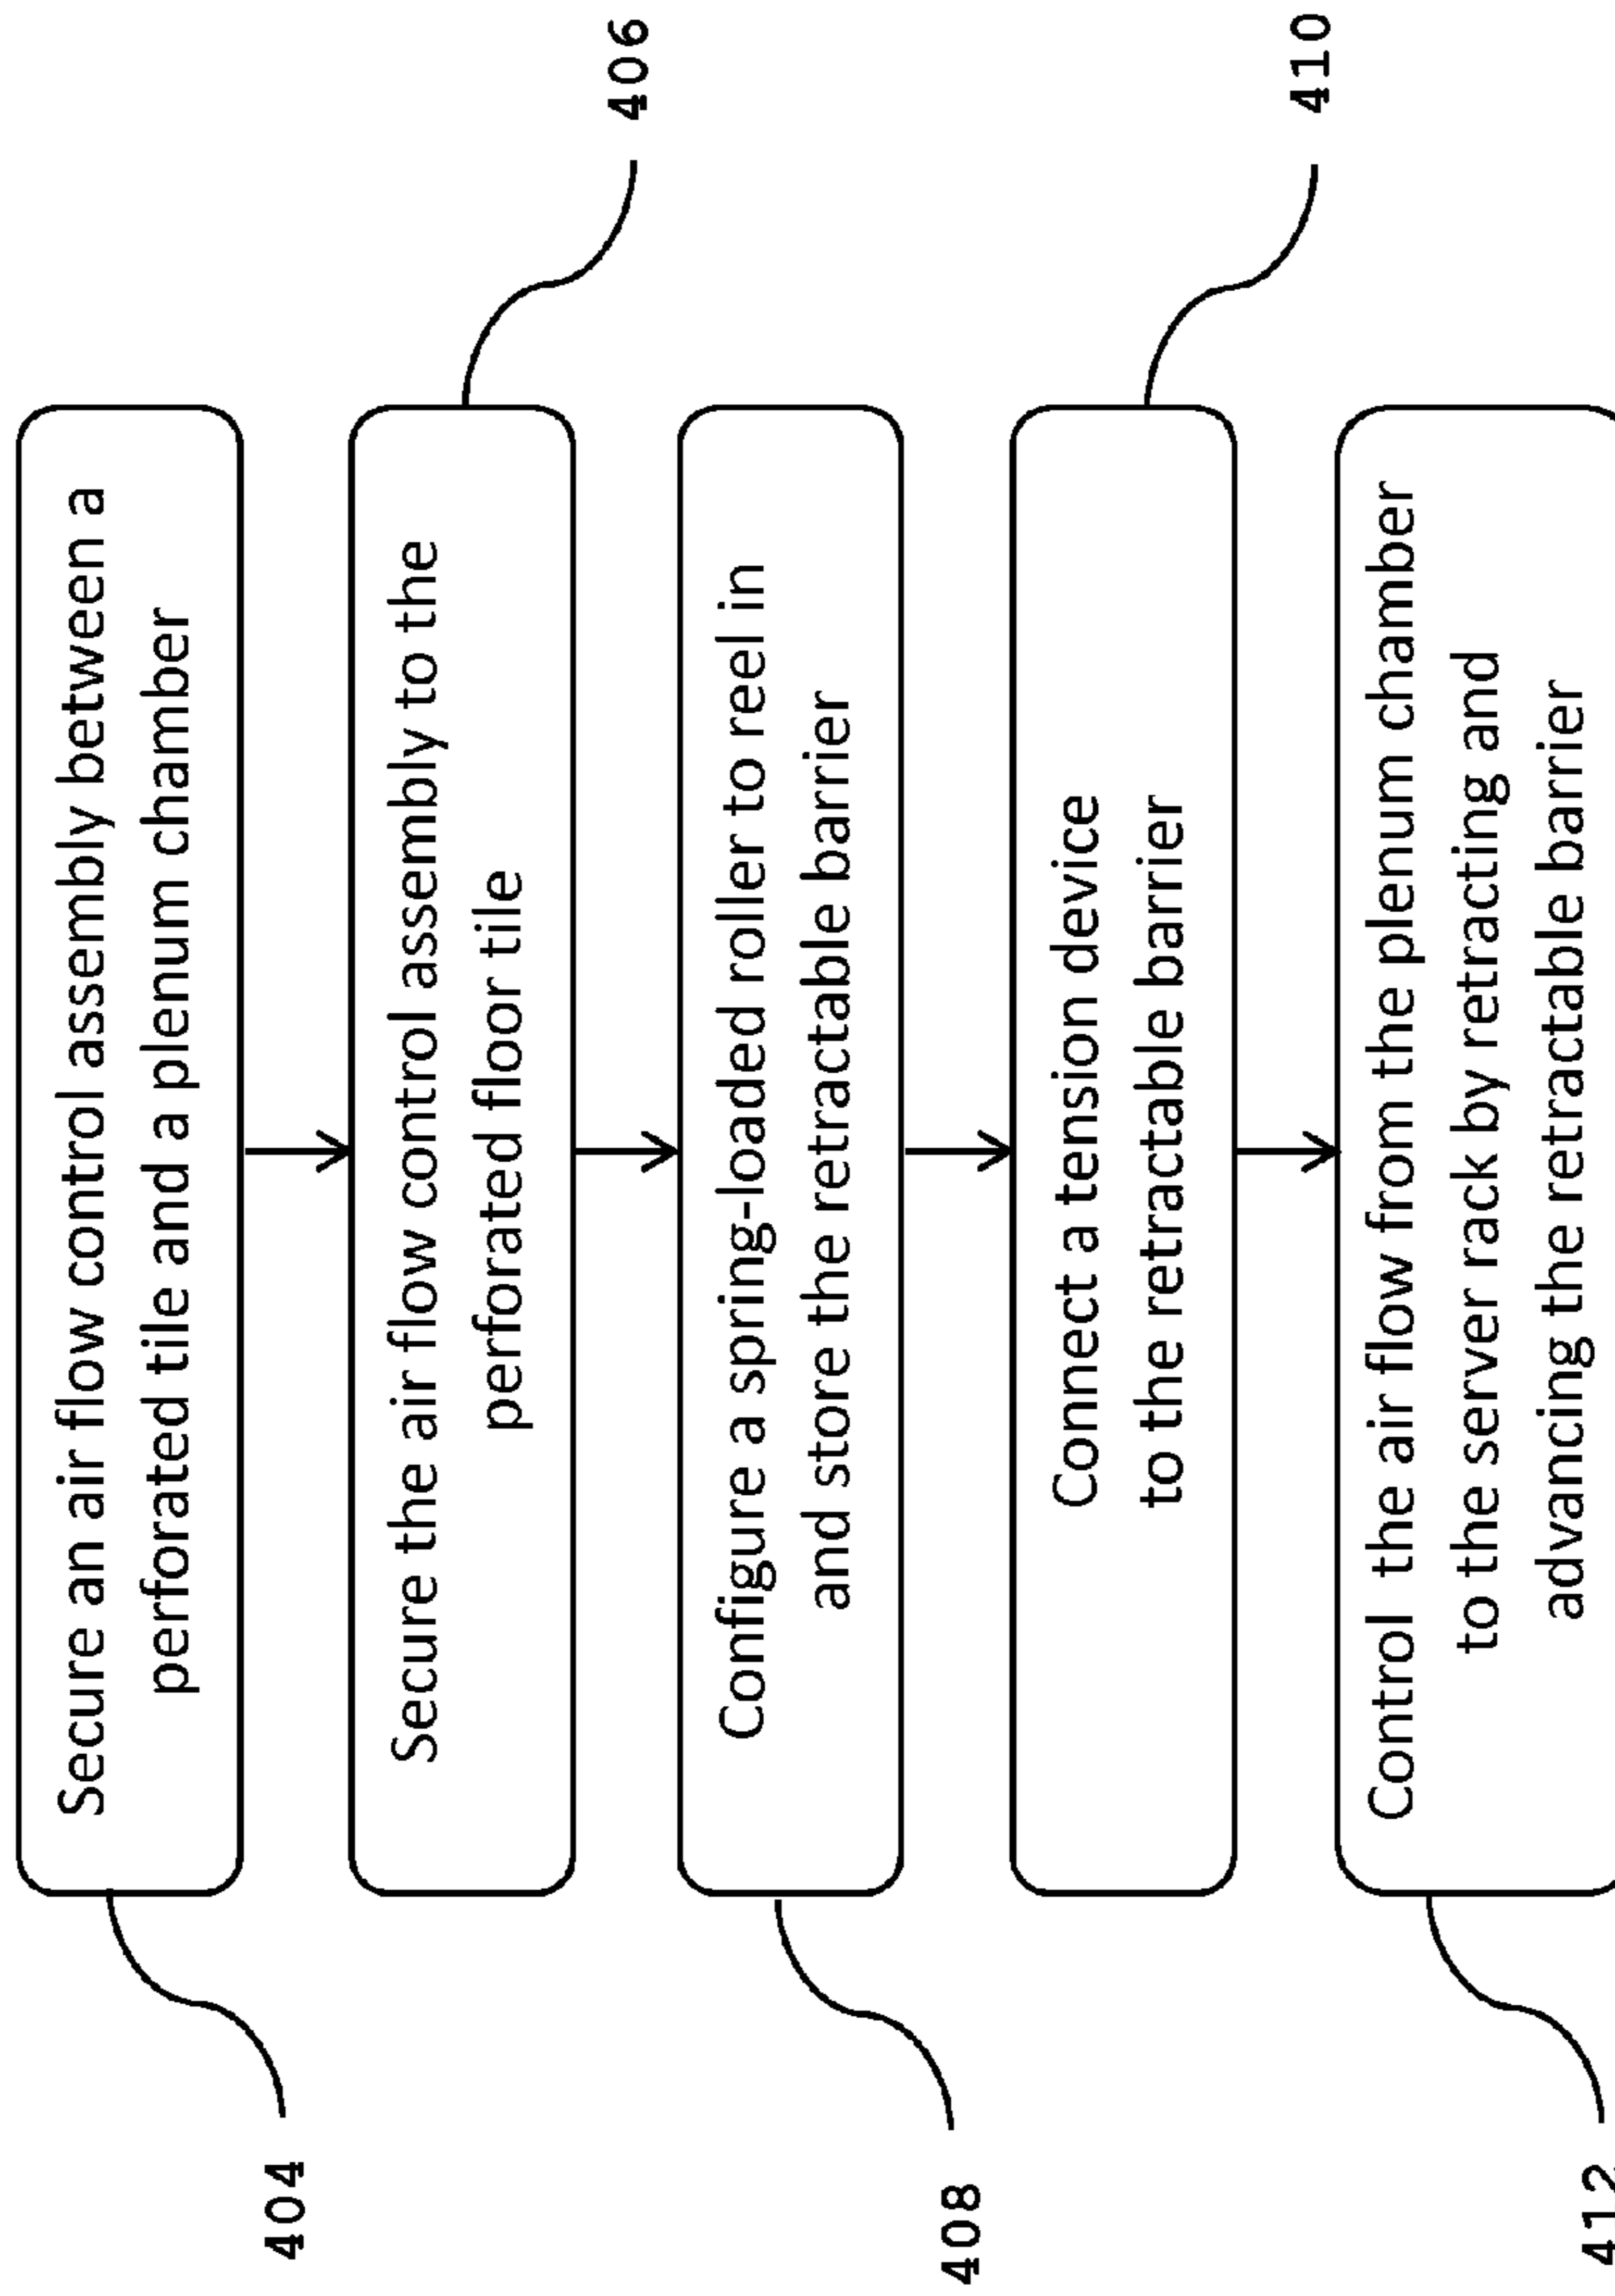 404
Secure an air flow control assembly between a
perforated tile and a plenum chamber
Secure the air flow control assembly to the
perforated floor tile
406
408
Configure a spring-loaded roller to reel in
and store the retractable barrier
Connect a tension device
to the retractable barrier
410
412
Control the air flow from the plenum chamber
to the server rack by retracting and
advancing the retractable barrier